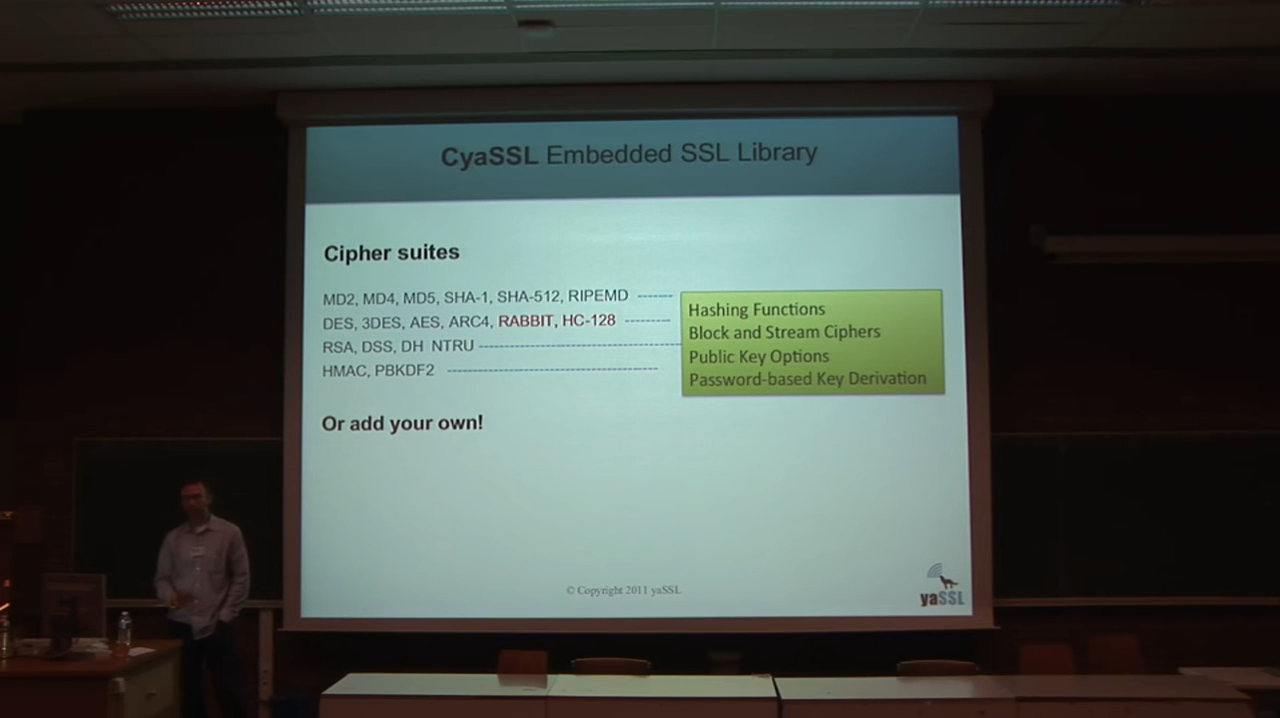 CyaSSL Embedded SSL Library
Cipher suites
MD2, MD4, MD5, SHA-1, SHA-512, RIPEMD
DES, 3DES, AES, ARC4, RABBIT, HC-128
RSA, DSS, DH NTRU
HMAC, PBKDF2
Hashing Functions
Block and Stream Ciphers
Public Key Options
Password-based Key Derivation
Or add your own!
© Copyright 2011 yaSSL
yaSSL